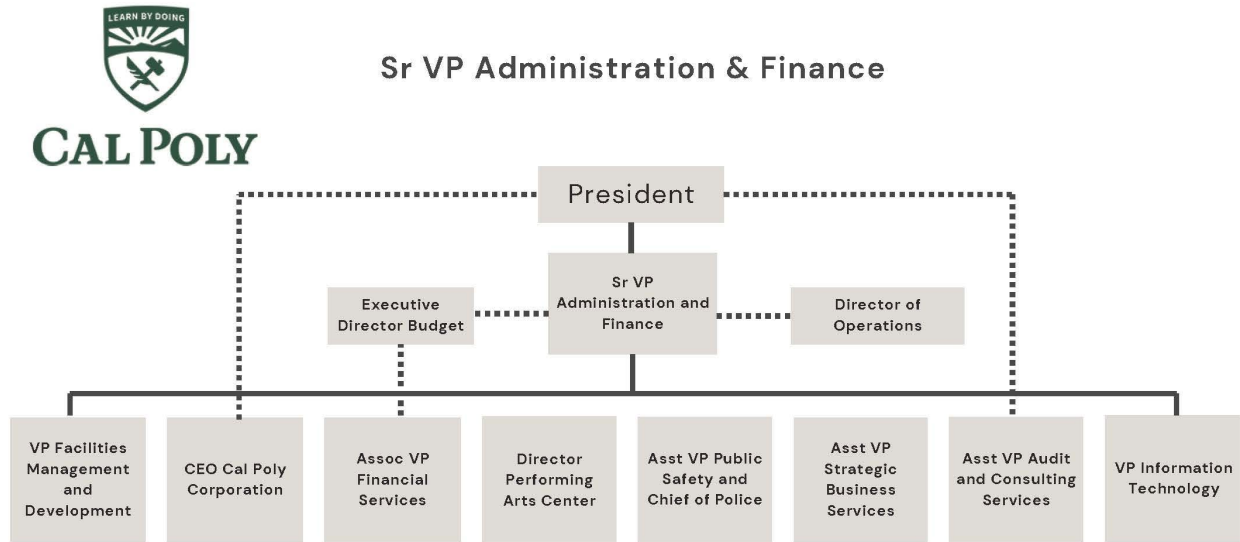 LEARN BY DOING
CAL POLY
Sr VP Administration & Finance
President
Sr VP
Administration and
Finance
Executive
Director Budget
Director of
Operations
VP Facilities
Management
and
Development
CEO Cal Poly
Corporation
Assoc VP
Financial
Services
Director
Performing
Arts Center
Asst VP Public
Safety and
Chief of Police
Asst VP
Strategic
Business
Services
Asst VP Audit
and Consulting
Services
VP Information
Technology